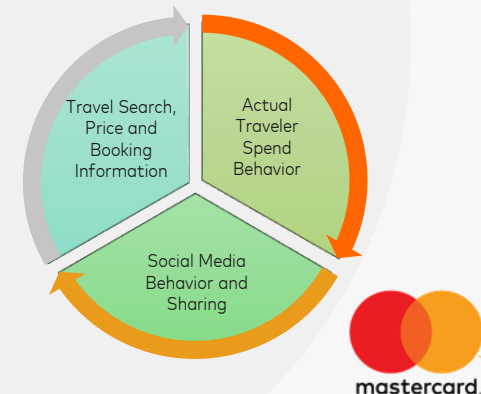 Travel Search,
Price and
Booking
Information
Actual
Traveler
Spend
Behavior
Social Media
Behavior and
Sharing
mastercard.